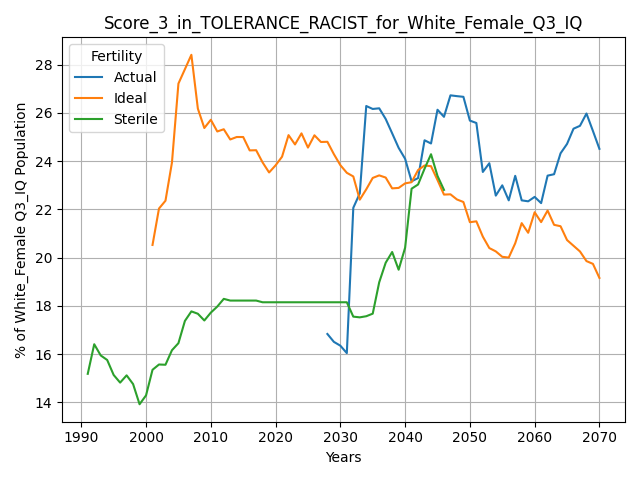 Score_3_in_TOLERANCE_RACIST_for_White_Female_Q3_IQ
Fertility
Actual
Ideal
Sterile
% of White_Female Q3_IQ Population
28
26
24
22
20
18
16
14
1990
2000
2010
2020
2030
2040
2050
2060
2070
Years